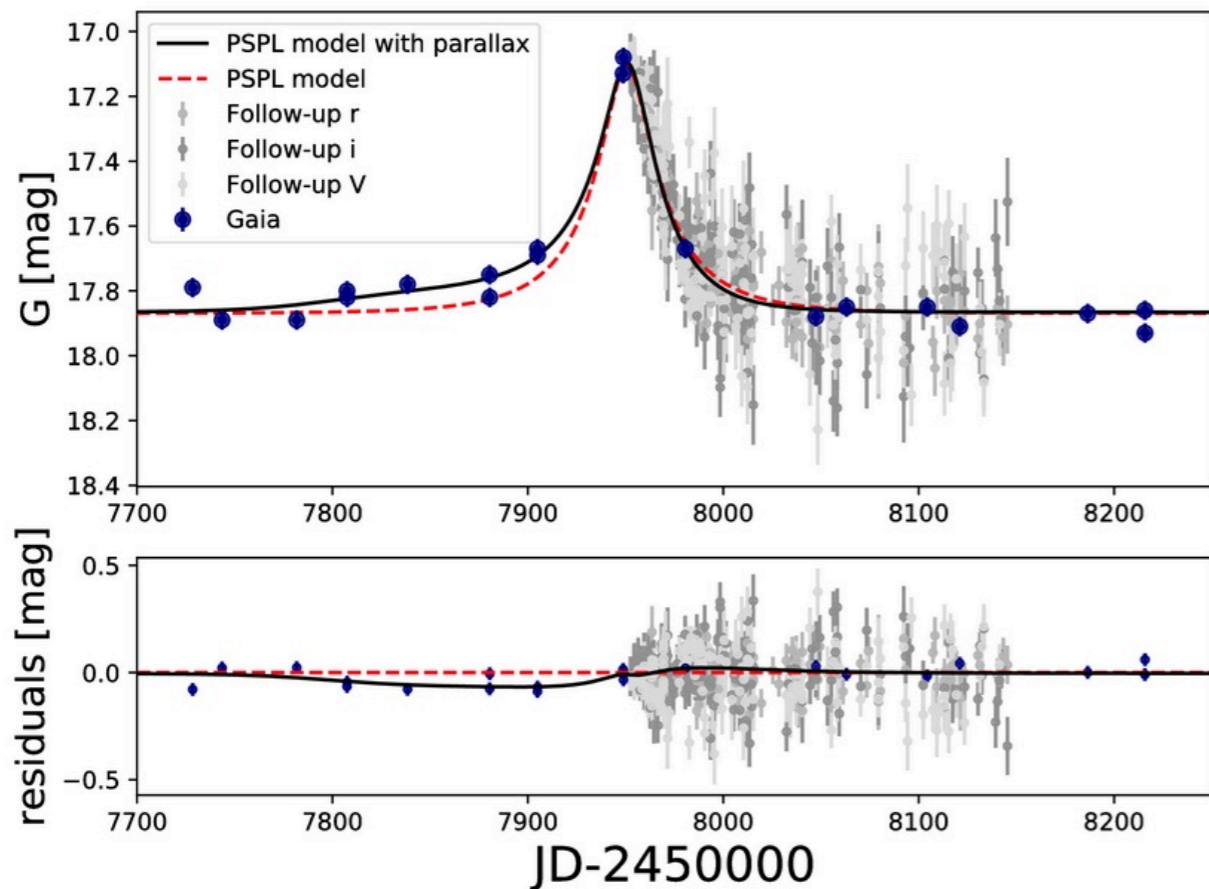 17.0
17.2
17.4
17.6
17.8
18.0
18.2
18.4
G [mag]
PSPL model with parallax
PSPL model
Follow-up r
Follow-up i
Follow-up V
Gaia
7700 7800 7900 8000 8100 8200
0.5
0.0
−0.5
residuals [mag]
7700 7800 7900 8000 8100 8200
JD-2450000